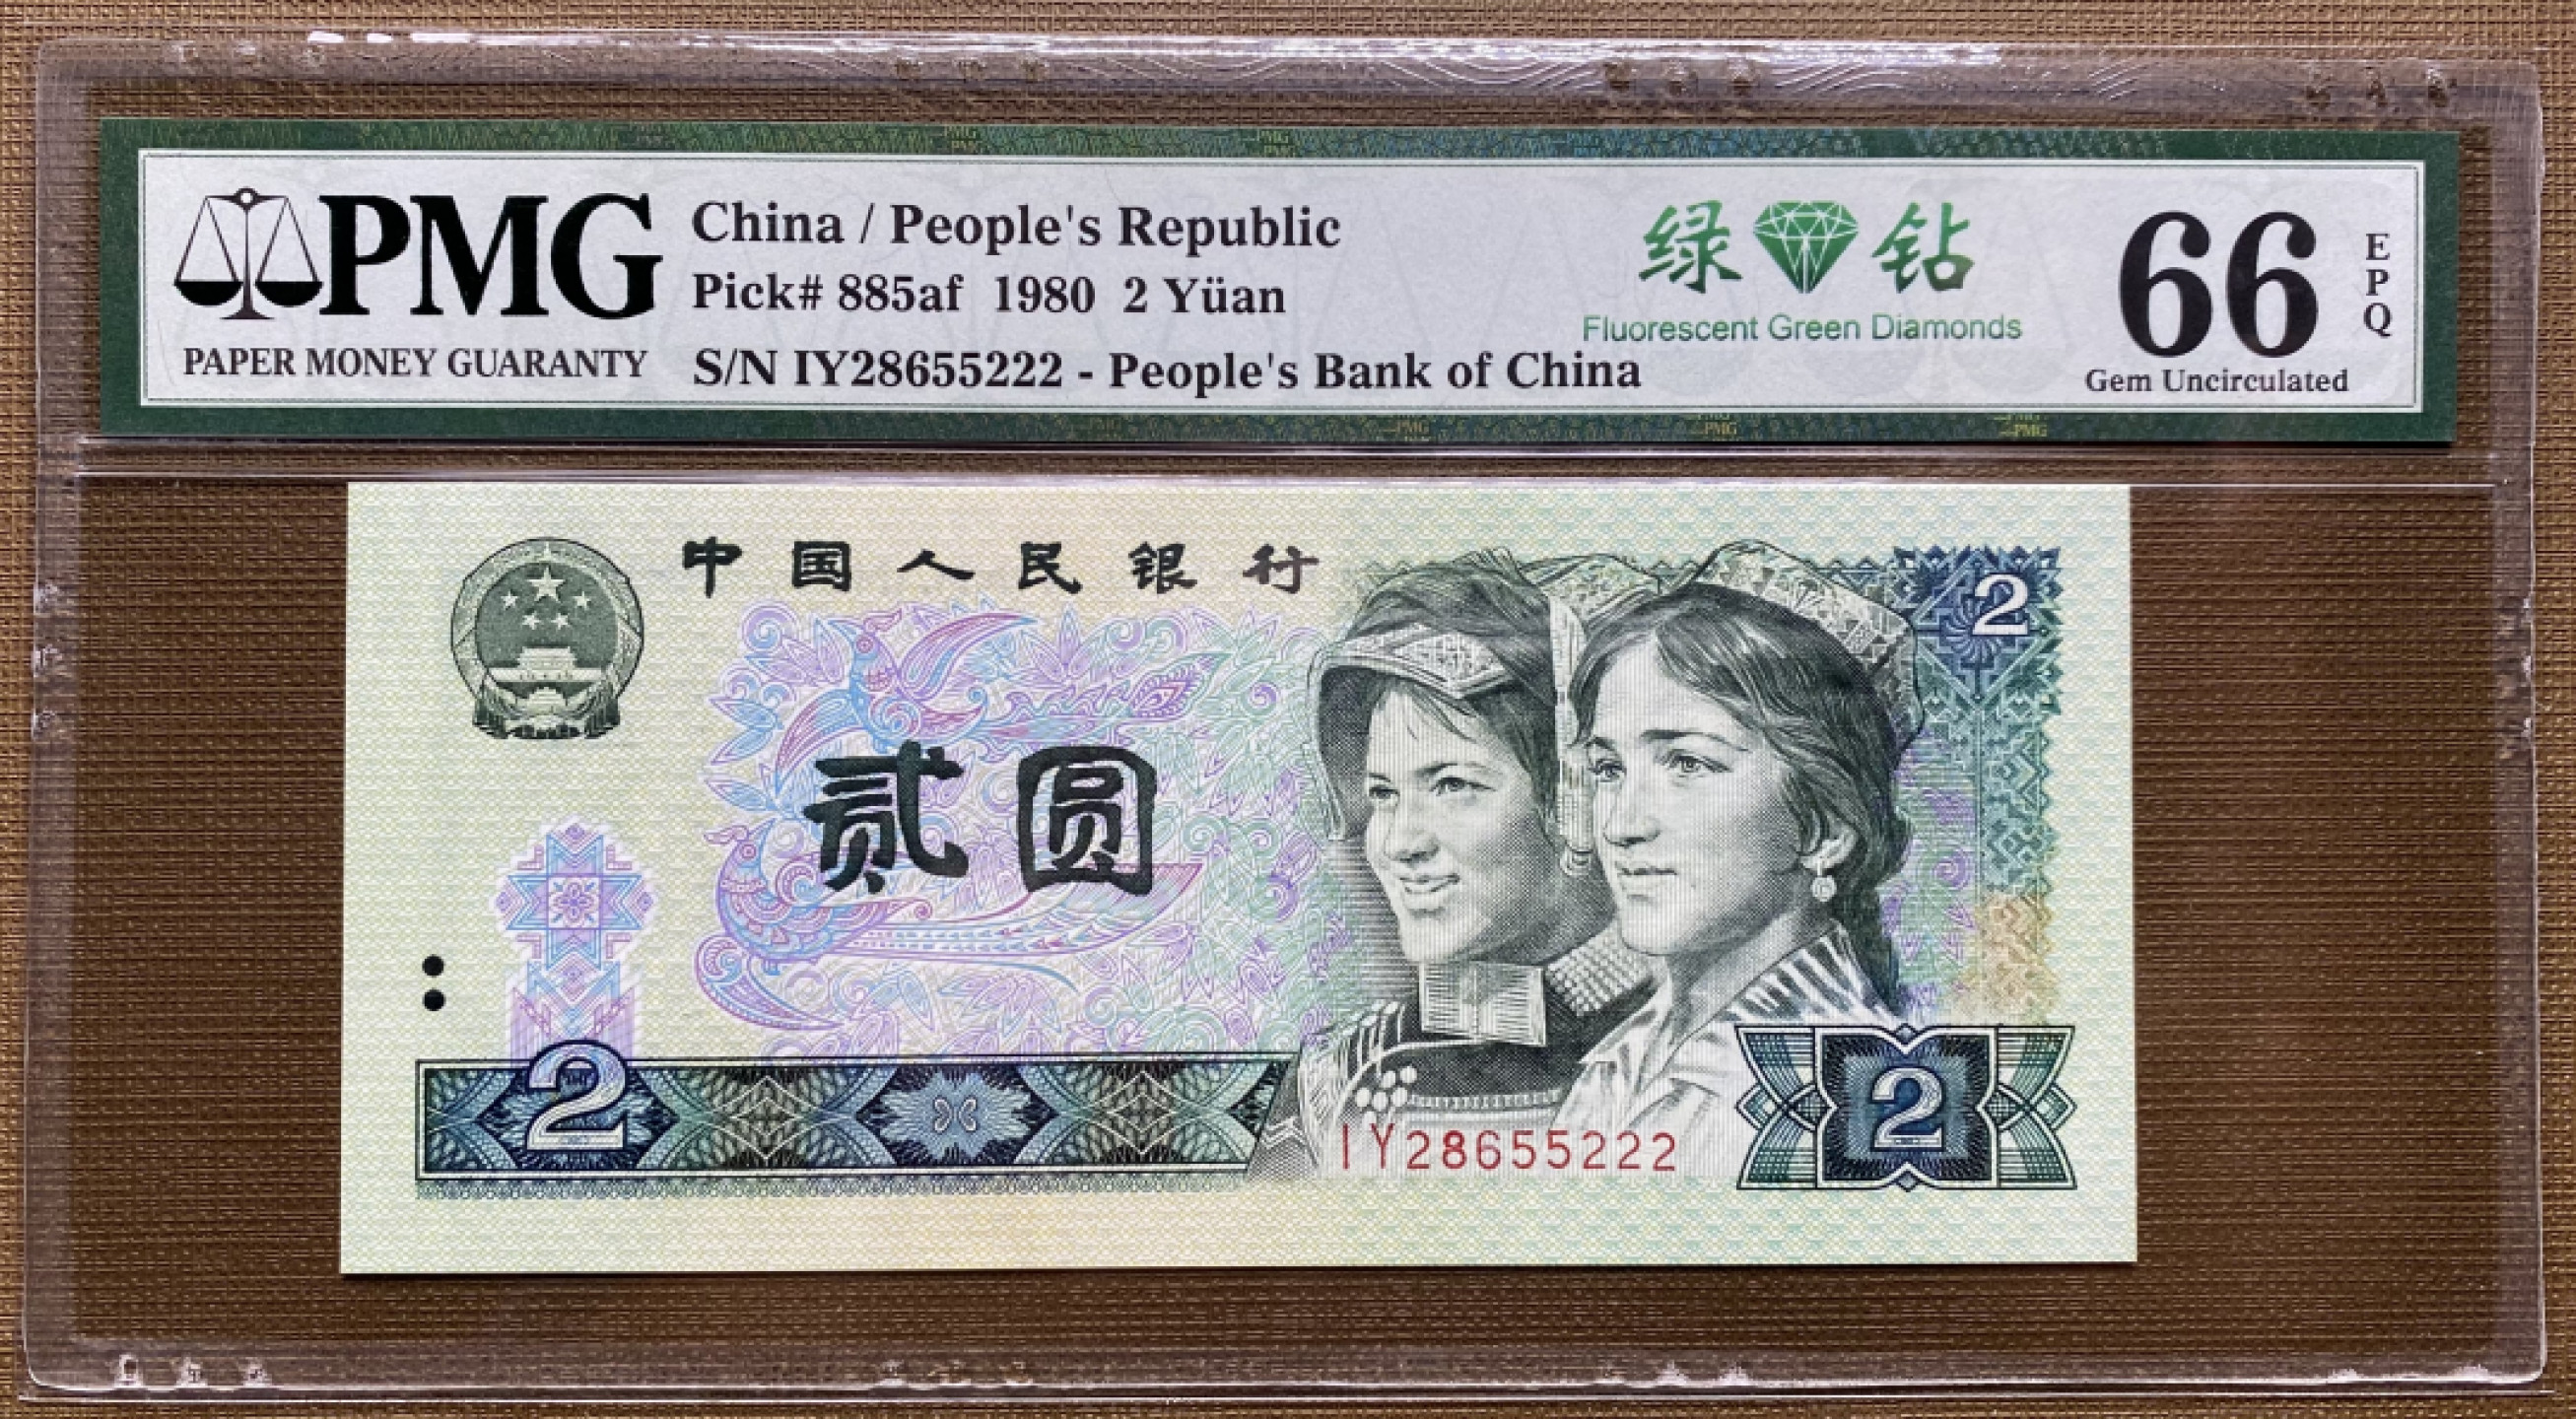 PMG
PAPER MONEY GUARANTY
China / People's Republic
Pick# 885af 1980 2 Yüan
S/N IY28655222 - People's Bank of China
绿钻
Fluorescent Green Diamonds
66
EPQ
Gem Uncirculated
中国人民银行
2
贰圆
2
IY28655222
2